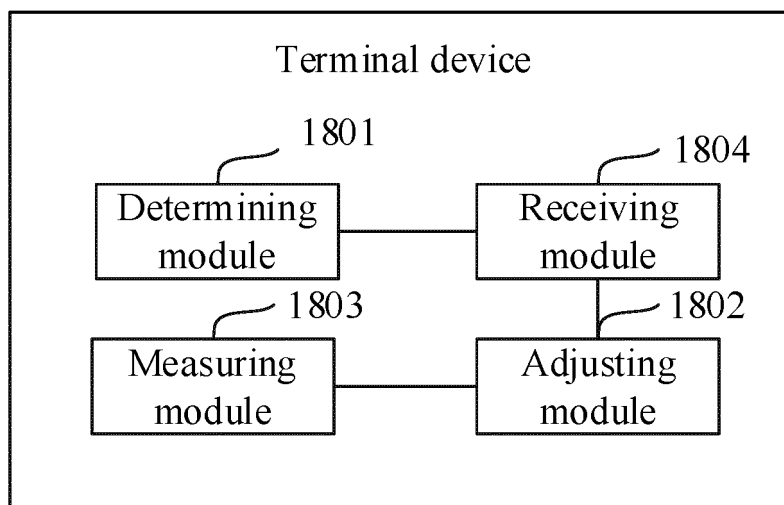 Terminal device
1801
1804
Determining
module
Receiving
module
1803
1802
Measuring
module
Adjusting
module